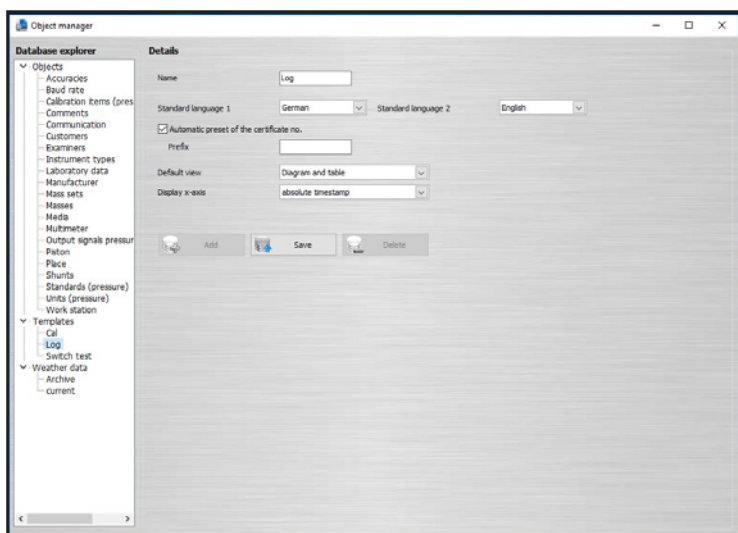 Object manager
Database explorer
Objects
Accuracies
Baud rate
Calibration items (pres
Comments
Communication
Customers
Examiners
Instrument types
Laboratory data
Manufacturer
Mass sets
Masses
Media
Multimeter
Output signals pressur
Piston
Place
Shunts
Standards (pressure)
Units (pressure)
Work station
Templates
Cal
Log
Switch test
Weather data
Archive
current
Details
Name Log
Standard language 1 German Standard language 2 English
Automatic preset of the certificate no.
Prefix
Default view Diagram and table
Display x-axis absolute timestamp
Add Save Delete